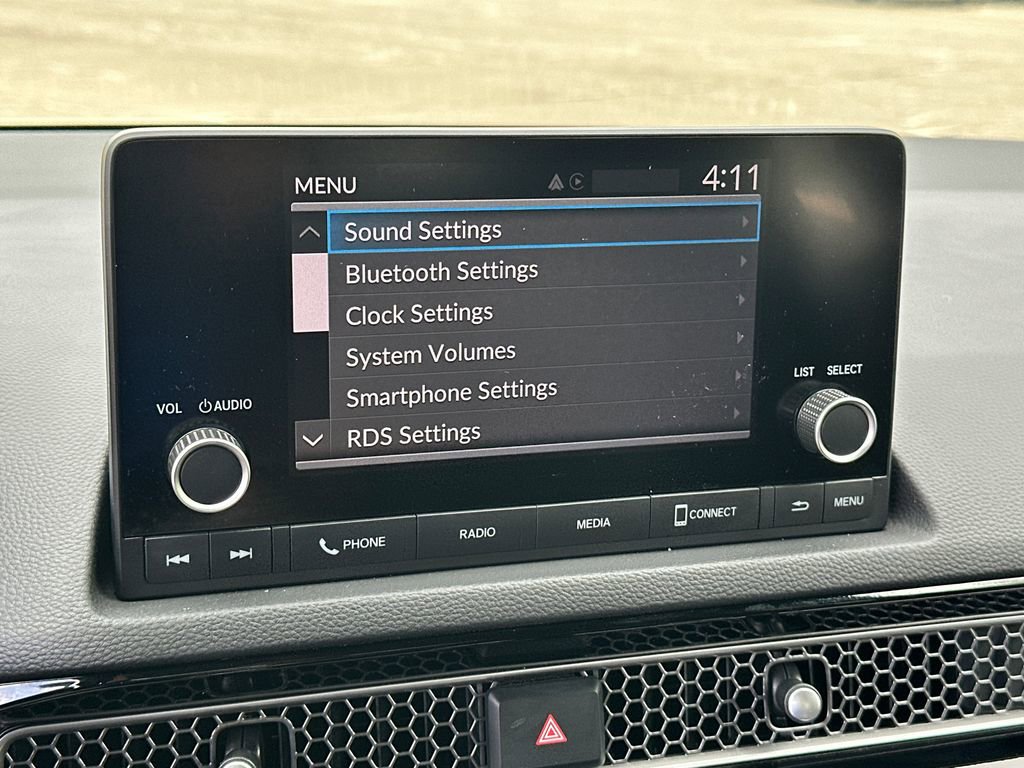 MENU 4:11
Sound Settings
Bluetooth Settings
Clock Settings
System Volumes
Smartphone Settings
RDS Settings
VOL AUDIO
LIST SELECT
PHONE RADIO MEDIA CONNECT MENU